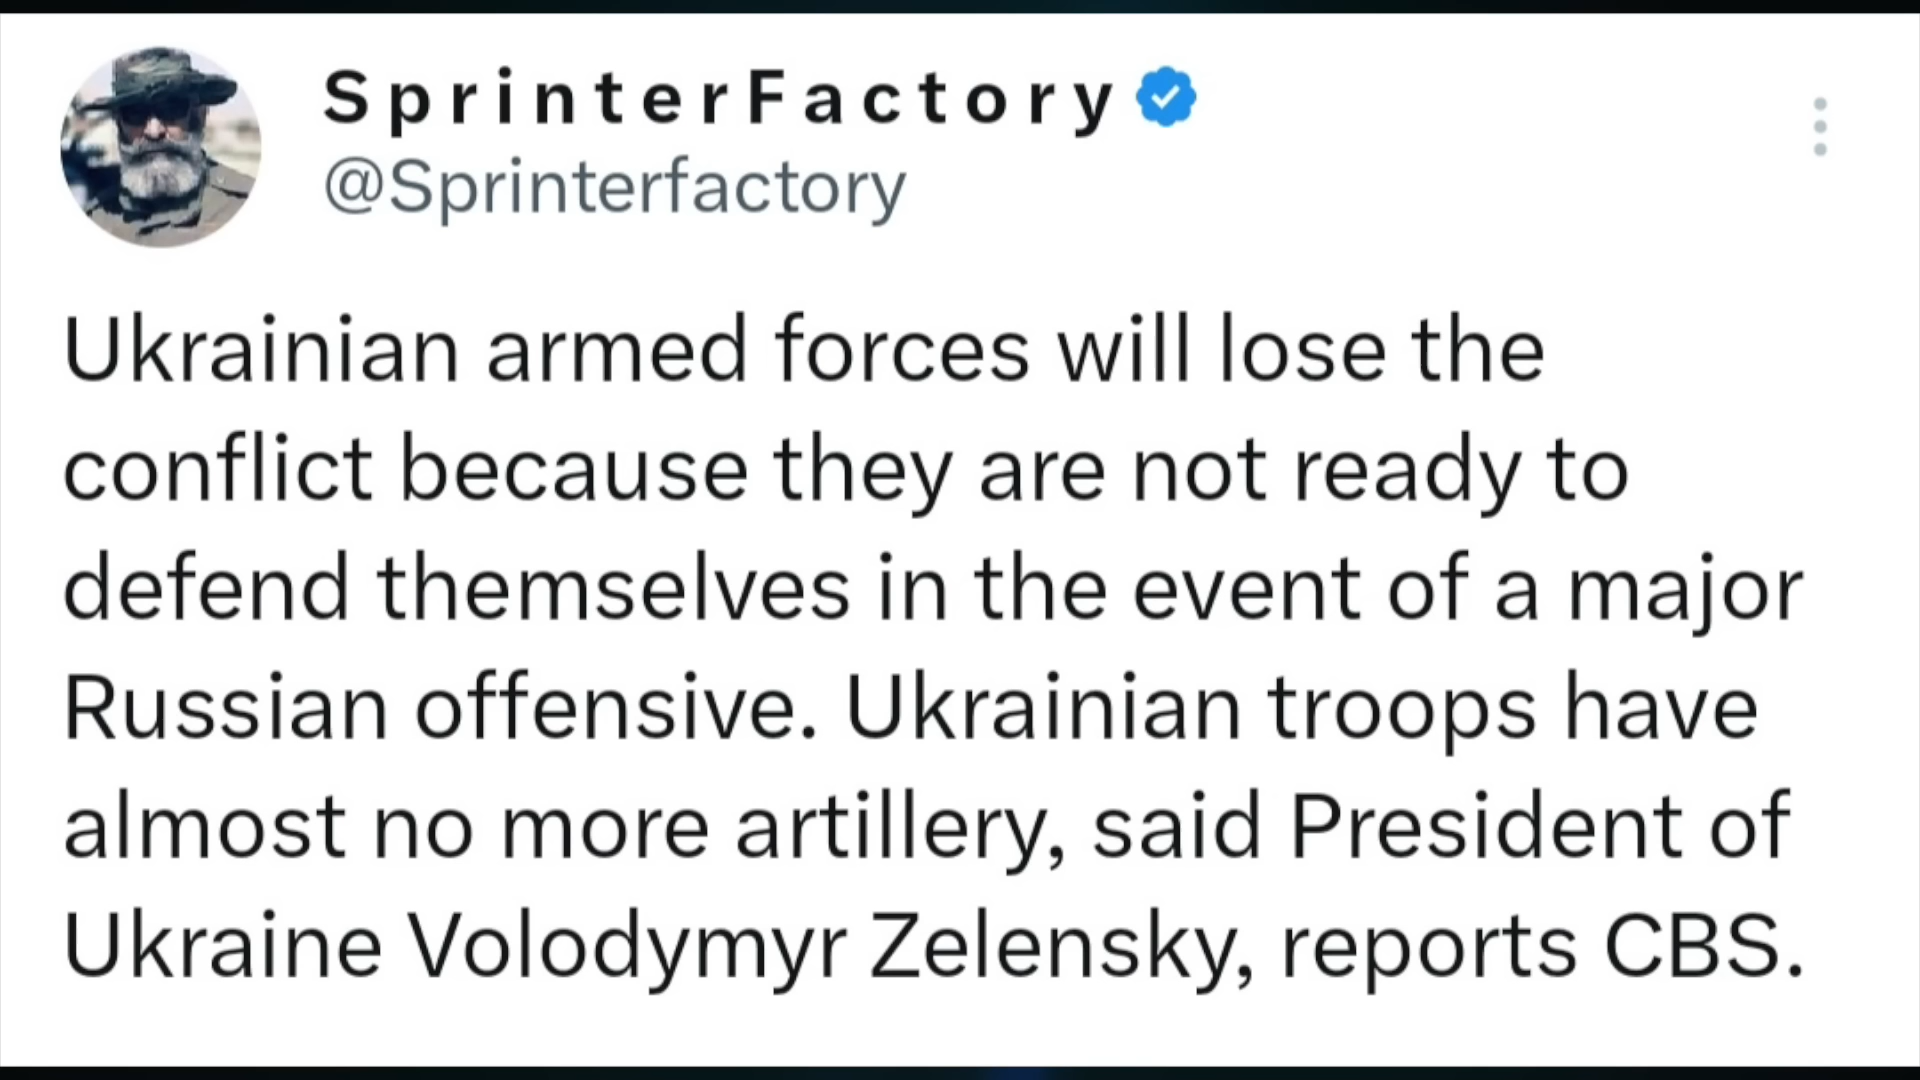 SprinterFactory
@Sprinterfactory
Ukrainian armed forces will lose the
conflict because they are not ready to
defend themselves in the event of a major
Russian offensive. Ukrainian troops have
almost no more artillery, said President of
Ukraine Volodymyr Zelensky, reports CBS.